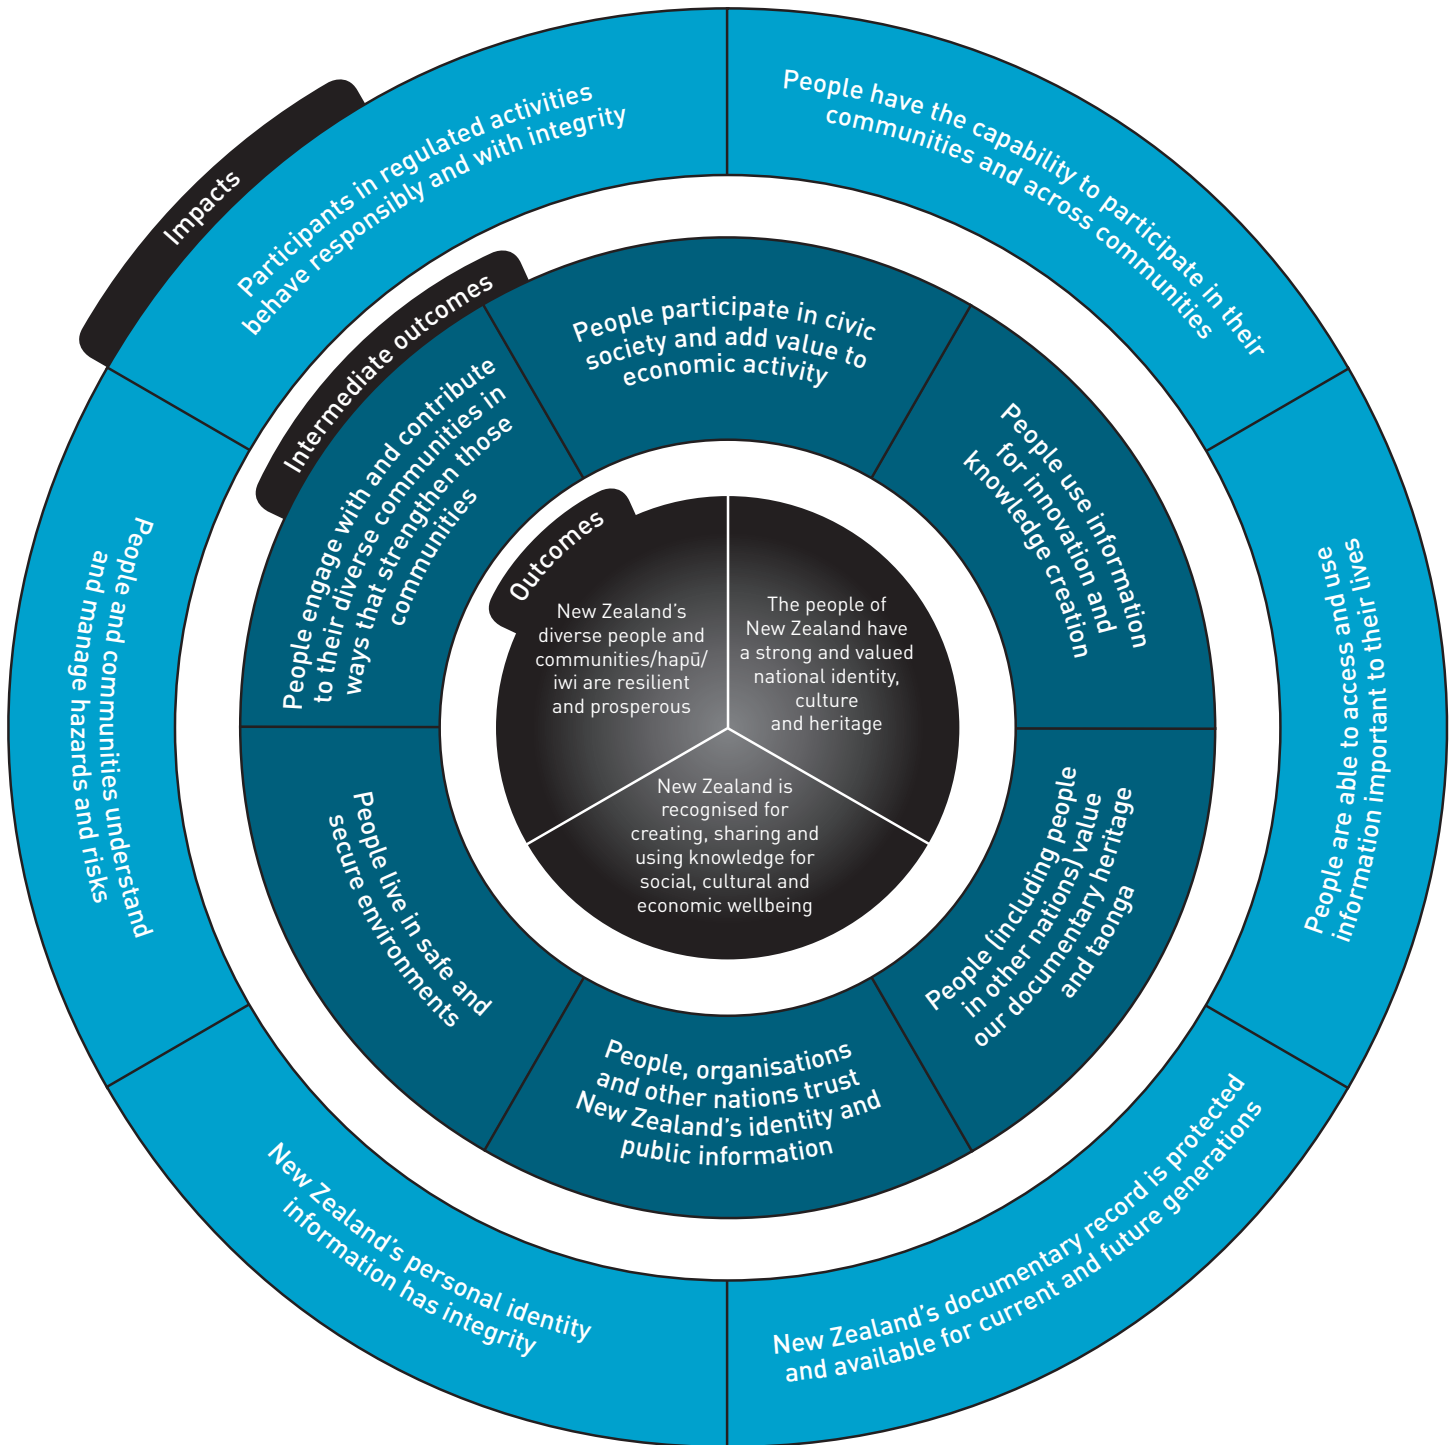 Impacts
Participants in regulated activities
behave responsibly and with integrity
People have the capability to participate in their
communities and across communities
People are able to access and use
information important to their lives
New Zealand’s documentary record is protected
and available for current and future generations
New Zealand’s personal identity
information has integrity
People and communities understand
and manage hazards and risks
Intermediate outcomes
People engage with and contribute
to their diverse communities in
ways that strengthen those
communities
People participate in civic
society and add value to
economic activity
People use information
for innovation and
knowledge creation
People (including people
in other nations) value
our documentary heritage
and taonga
People, organisations
and other nations trust
New Zealand’s identity and
public information
People live in safe and
secure environments
Outcomes
New Zealand’s
diverse people and
communities/hapū/
iwi are resilient
and prosperous
The people of
New Zealand have
a strong and valued
national identity,
culture
and heritage
New Zealand is
recognised for
creating, sharing and
using knowledge for
social, cultural and
economic wellbeing